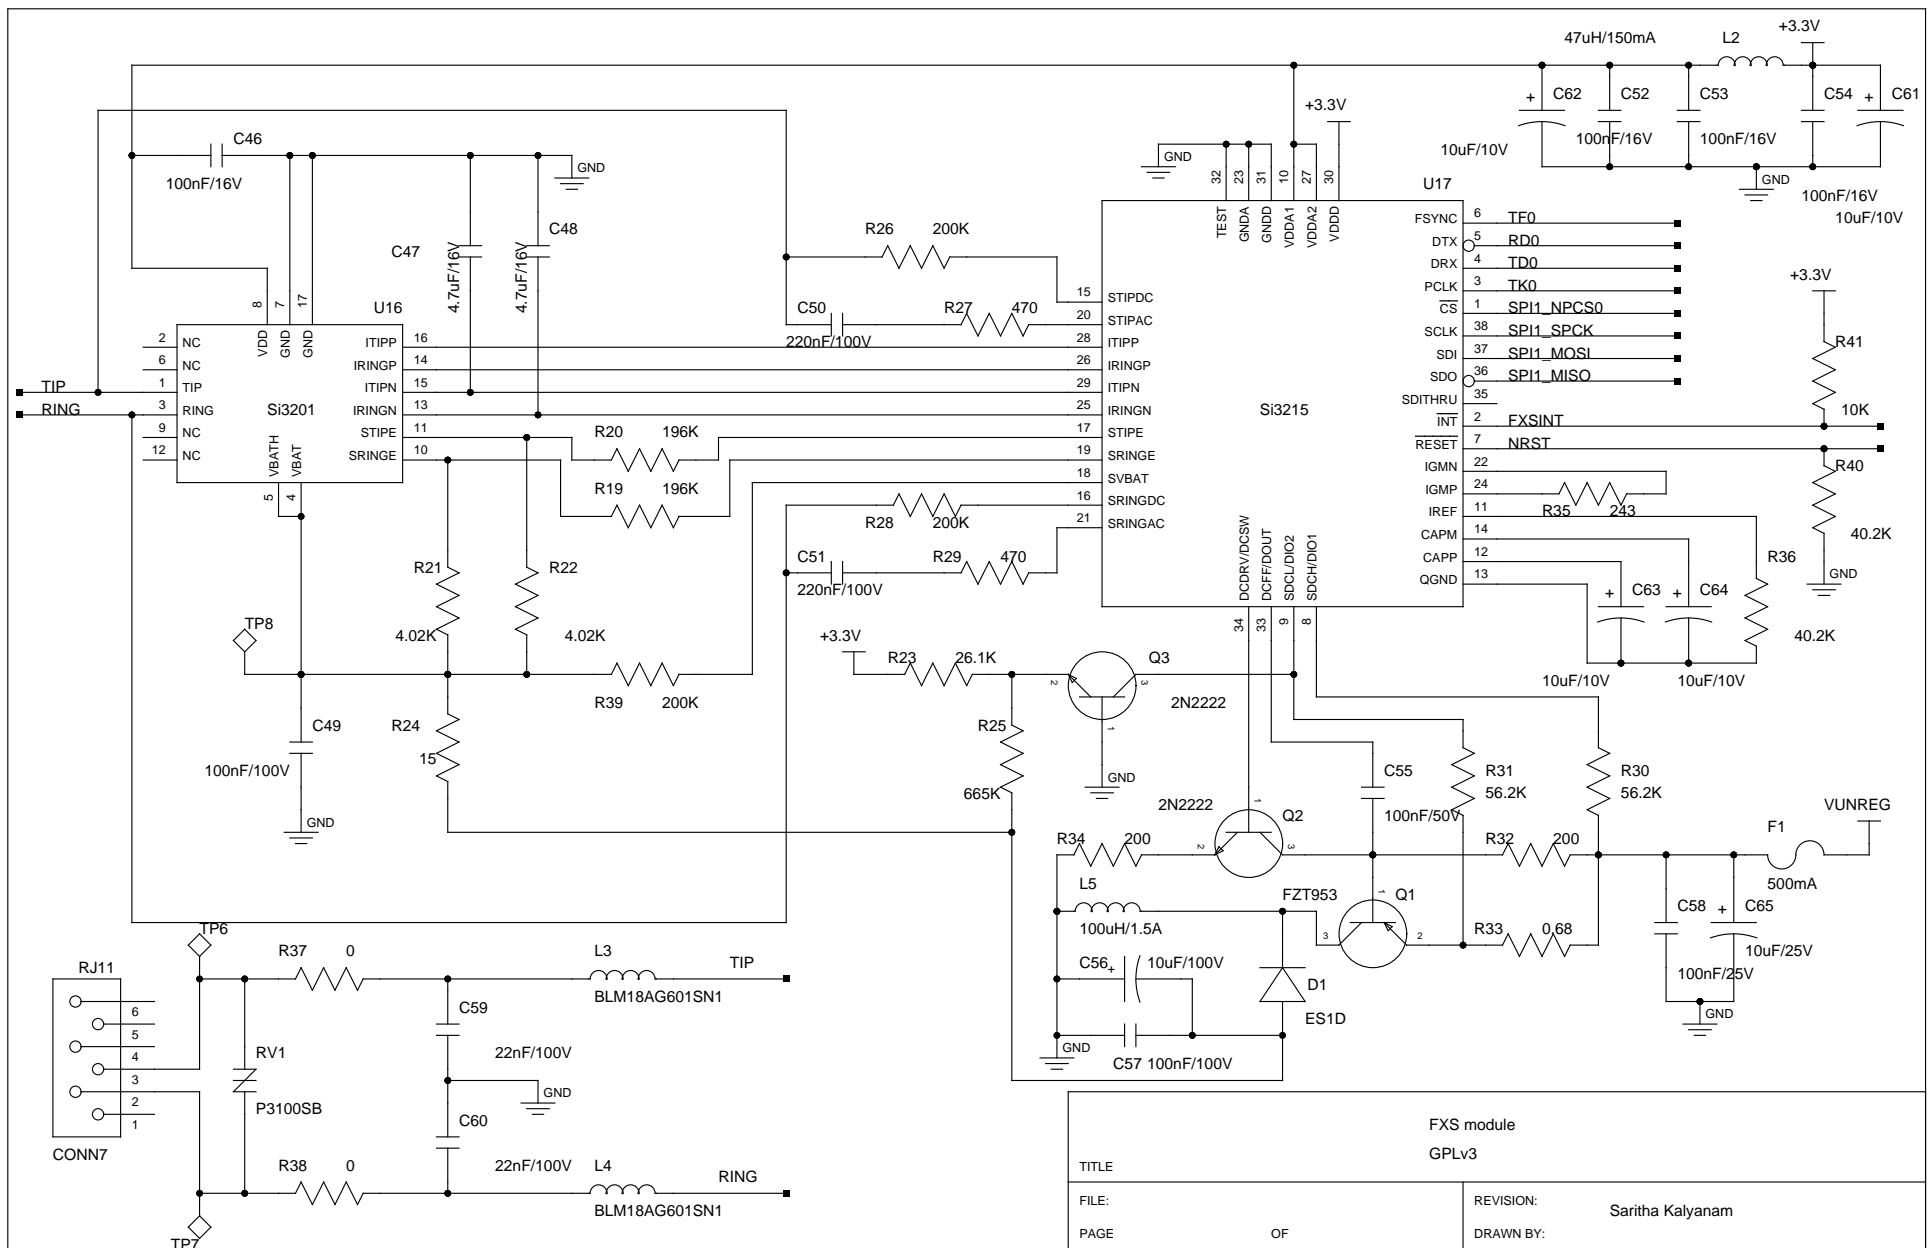 47uH/150mA
L2
+3.3V
C62
C52
C53
C54
C61
+
+
100nF/16V
100nF/16V
10uF/10V
GND
100nF/16V
10uF/10V
C46
100nF/16V
GND
+3.3V
GND
32
23
31
10
27
30
TEST
GNDA
GNDD
VDDA1
VDDA2
VDDD
U17
C47
4.7uF/16V
C48
4.7uF/16V
R26
200K
C50
220nF/100V
R27
470
8
7
17
U16
VDD
GND
GND
2 NC
6 NC
1 TIP
3 RING
9 NC
12 NC
TIP
RING
Si3201
ITIPP 16
IRINGP 14
ITIPN 15
IRINGN 13
STIPE 11
SRINGE 10
VBATH
VBAT
5
4
15 STIPDC
20 STIPAC
28 ITIPP
26 IRINGP
29 ITIPN
25 IRINGN
17 STIPE
19 SRINGE
18 SVBAT
16 SRINGDC
21 SRINGAC
Si3215
FSYNC 6 TF0
DTX 5 RD0
DRX 4 TD0
PCLK 3 TK0
CS 1 SPI1_NPCS0
SCLK 38 SPI1_SPCK
SDI 37 SPI1_MOSI
SDO 36 SPI1_MISO
SDITHRU 35
INT 2 FXSINT
RESET 7 NRST
IGMN 22
IGMP 24
IREF 11
CAPM 14
CAPP 12
QGND 13
+3.3V
R41
10K
R40
40.2K
GND
R35
243
R36
40.2K
+
C63
+
C64
10uF/10V
10uF/10V
R20
196K
R19
196K
R28
200K
C51
220nF/100V
R29
470
R21
4.02K
R22
4.02K
TP8
R39
200K
R24
15
C49
100nF/100V
GND
DCDRV/DCSW
DCFF/DOUT
SDCL/DIO2
SDCH/DIO1
34
33
9
8
+3.3V
R23
26.1K
2
3
1
Q3
2N2222
GND
R25
665K
C55
100nF/50V
R31
56.2K
R30
56.2K
2N2222
1
2
3
Q2
R34
200
R32
200
F1
500mA
VUNREG
L5
100uH/1.5A
FZT953
1
3
2
Q1
R33
0.68
C58
100nF/25V
+
C65
10uF/25V
GND
C56
+
10uF/100V
D1
ES1D
GND
C57 100nF/100V
TP6
RJ11
6
5
4
3
2
1
CONN7
R37
0
L3
BLM18AG601SN1
TIP
RV1
P3100SB
C59
22nF/100V
GND
C60
22nF/100V
R38
0
L4
BLM18AG601SN1
RING
TP7
FXS module
GPLv3
TITLE
FILE:
REVISION:
Saritha Kalyanam
PAGE
OF
DRAWN BY: